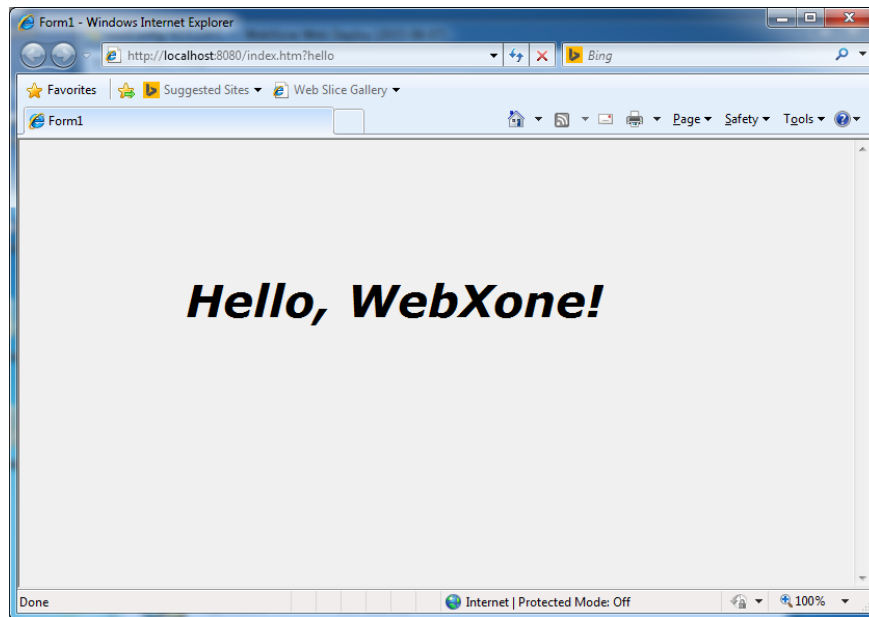 Form1 - Windows Internet Explorer
http://localhost:8080/index.htm?hello
Bing
Favorites
Suggested Sites
Web Slice Gallery
Form1
Page
Safety
Tools
Hello, WebXone!
Done
Internet | Protected Mode: Off
100%